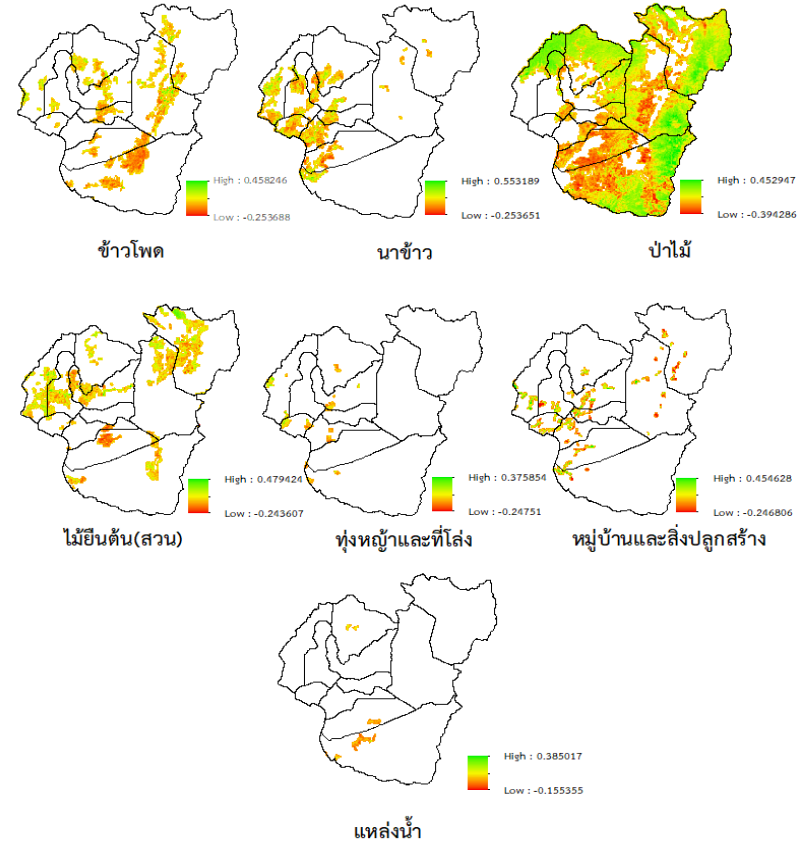 High : 0.458246
Low : -0.253688
ข้าวโพด
High : 0.553189
Low : -0.253651
นาข้าว
High : 0.452947
Low : -0.394286
ป่าไม้
High : 0.479424
Low : -0.243607
ไม้ยืนต้น(สวน)
High : 0.375854
Low : -0.24751
ทุ่งหญ้าและที่โล่ง
High : 0.454628
Low : -0.246806
หมู่บ้านและสิ่งปลูกสร้าง
High : 0.385017
Low : -0.155355
แหล่งน้ำ